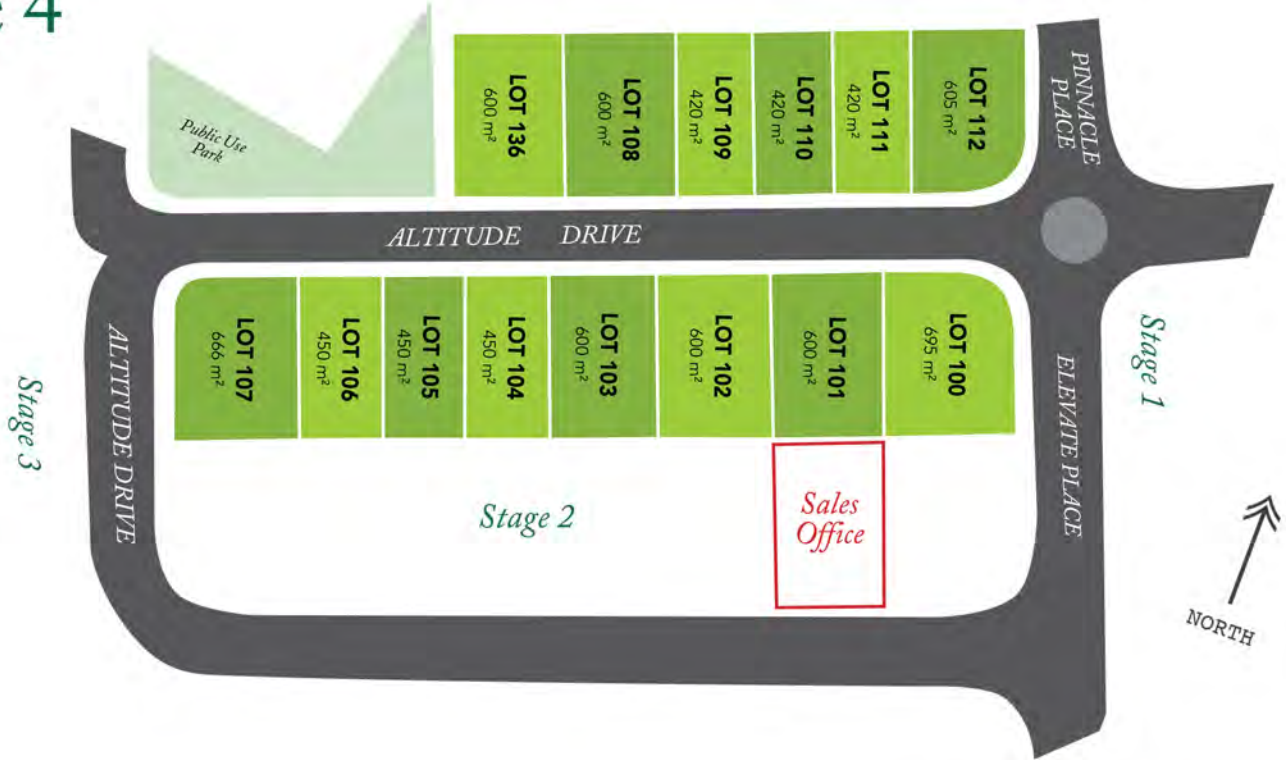 4
Public Use
Park
LOT 136
600 m²
LOT 108
600 m²
LOT 109
420 m²
LOT 110
420 m²
LOT 111
420 m²
LOT 112
605 m²
PINNACLE
PLACE
ALTITUDE DRIVE
LOT 107
666 m²
LOT 106
450 m²
LOT 105
450 m²
LOT 104
450 m²
LOT 103
600 m²
LOT 102
600 m²
LOT 101
600 m²
LOT 100
695 m²
Stage 1
Stage 3
ALTITUDE DRIVE
ELEVATE PLACE
Stage 2
Sales
Office
NORTH